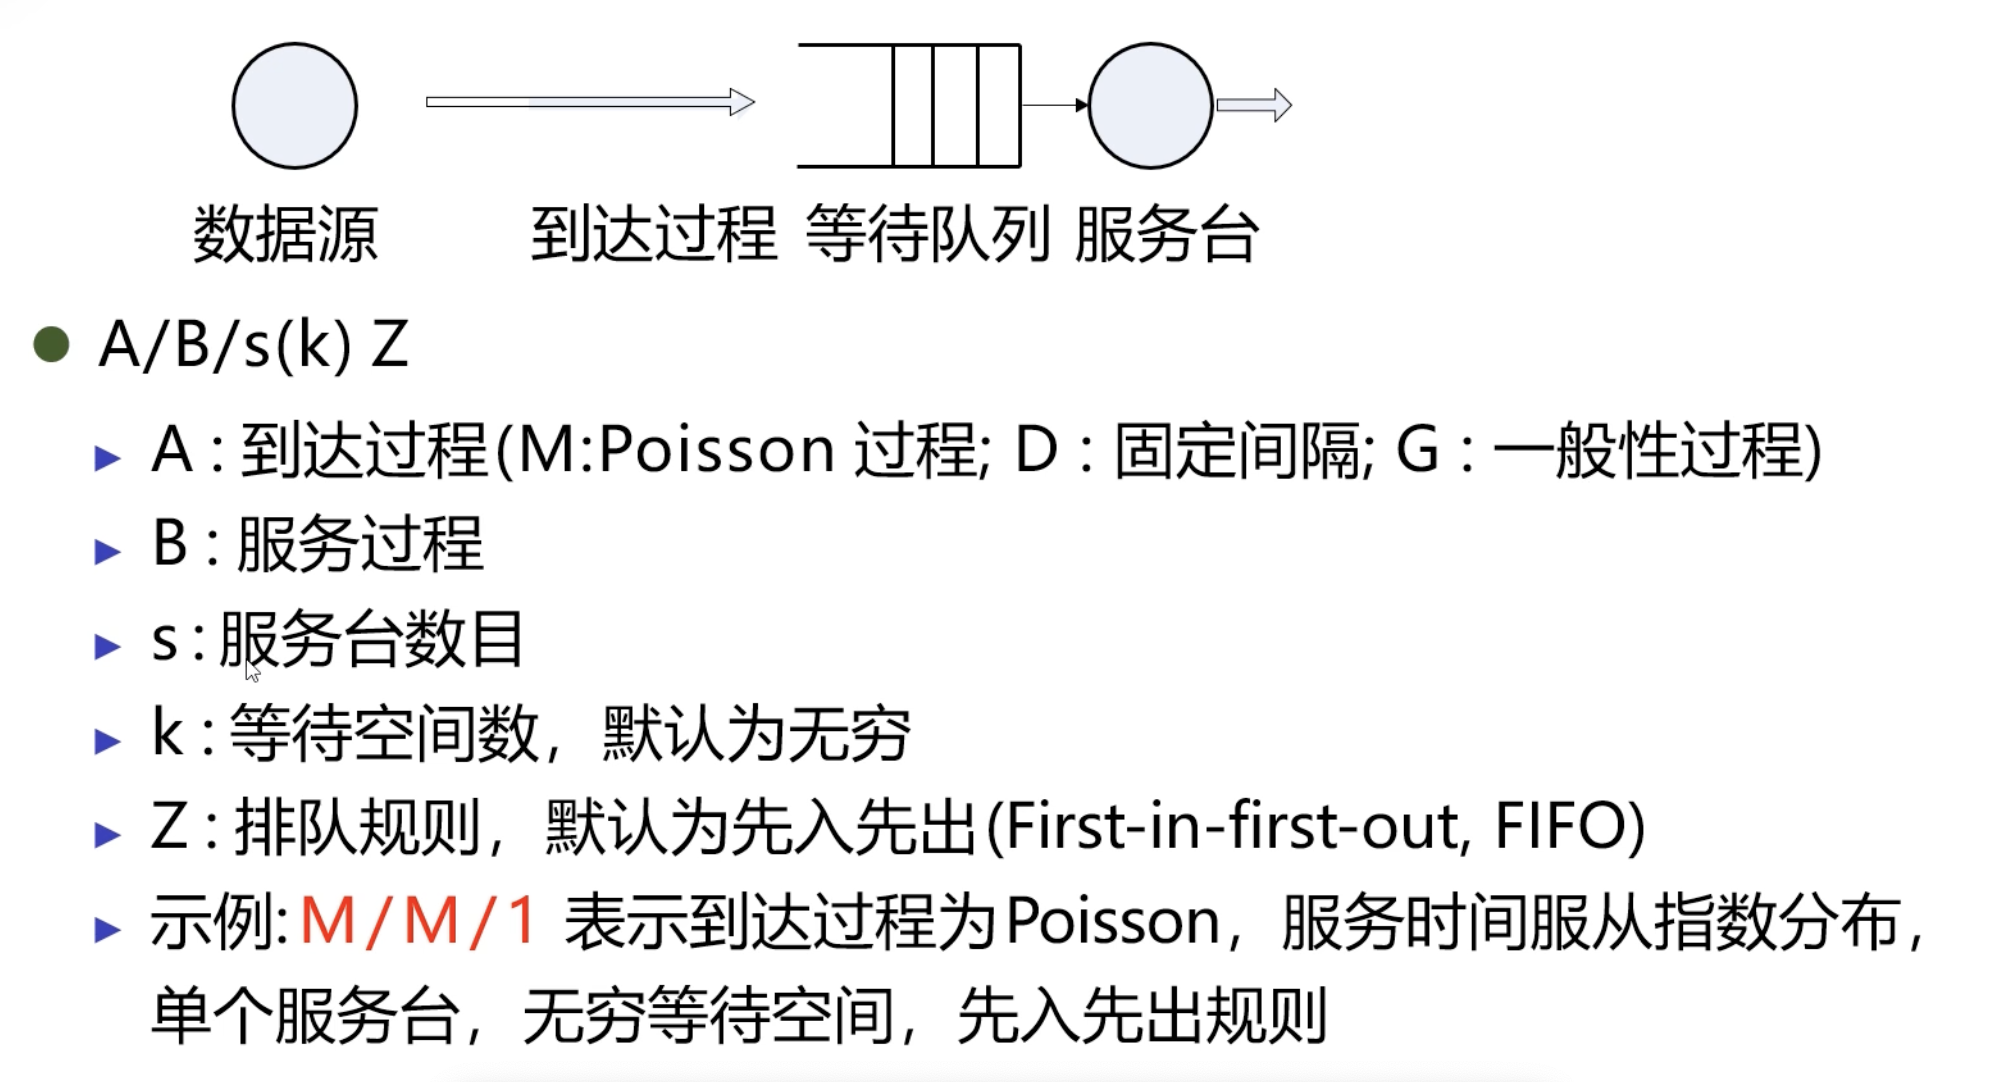 数据源 到达过程 等待队列 服务台
A/B/s(k) Z
A : 到达过程(M:Poisson 过程; D : 固定间隔; G : 一般性过程)
B : 服务过程
s : 服务台数目
k : 等待空间数，默认为无穷
Z : 排队规则，默认为先入先出(First-in-first-out, FIFO)
示例: M/M/1 表示到达过程为Poisson，服务时间服从指数分布，
单个服务台，无穷等待空间，先入先出规则